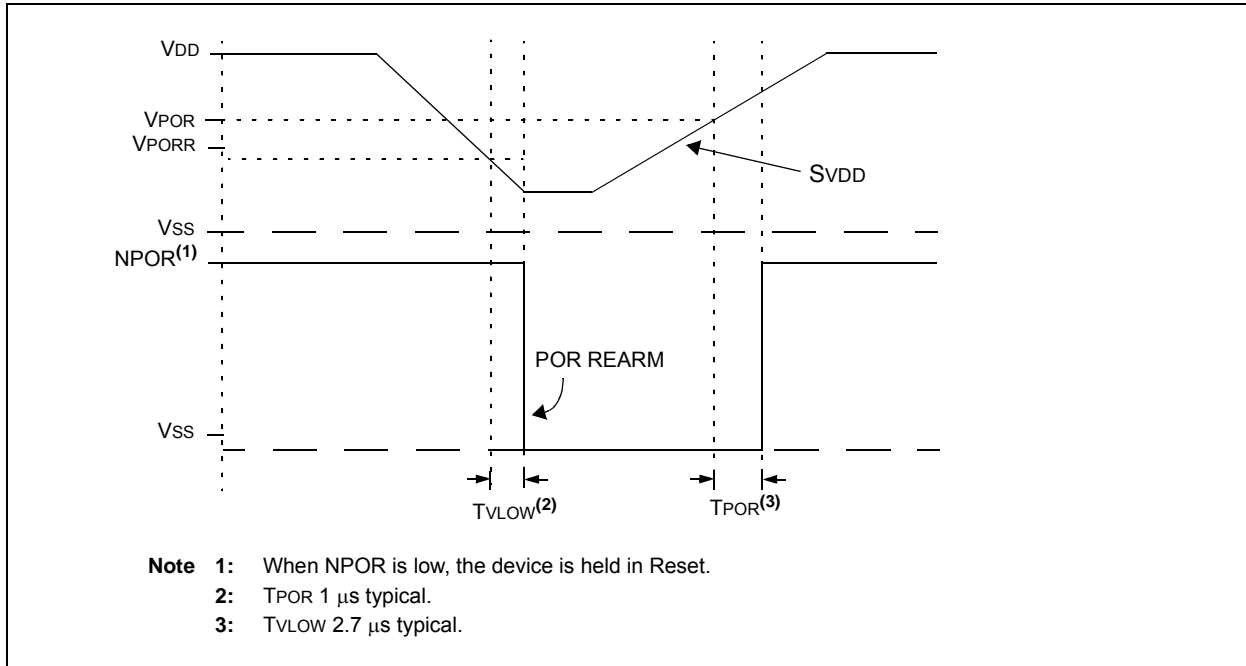 VDD
VPOR
VPORR
SVDD
VSS
NPOR(1)
POR REARM
VSS
TVLOW(2)
TPOR(3)
Note 1: When NPOR is low, the device is held in Reset.
2: TPOR 1 μs typical.
3: TVLOW 2.7 μs typical.